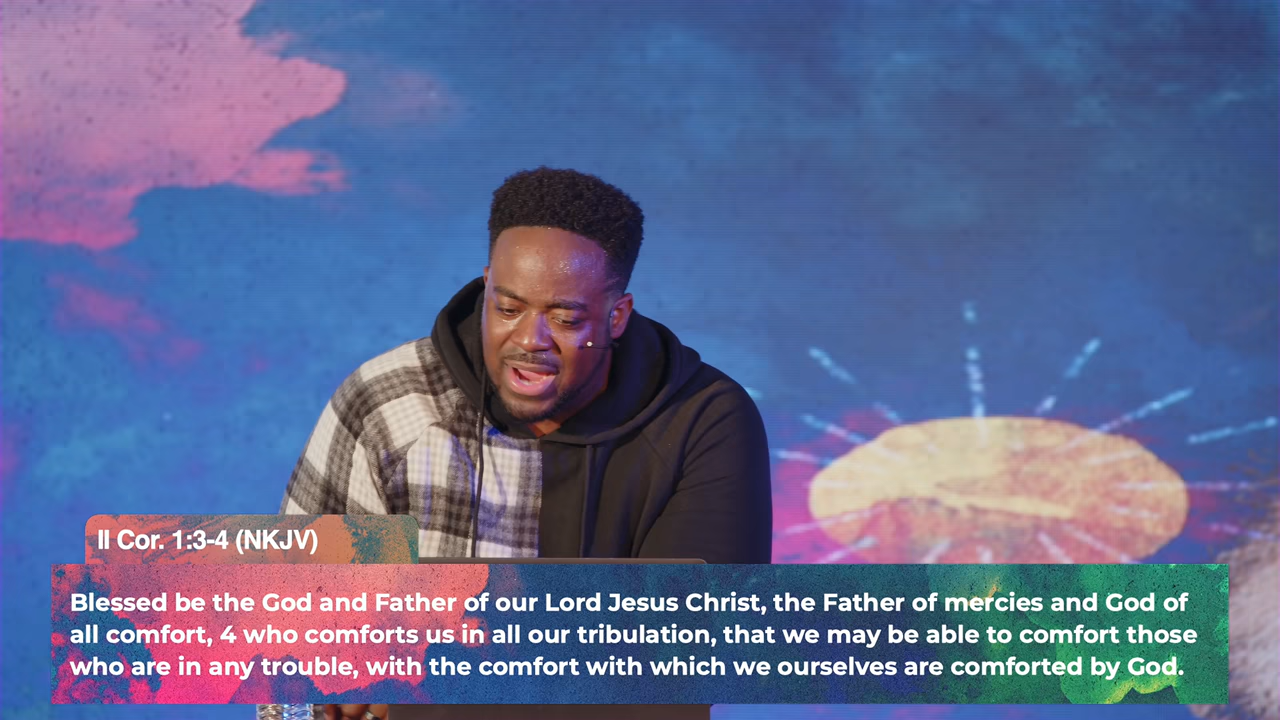 II Cor. 1:3-4 (NKJV)
Blessed be the God and Father of our Lord Jesus Christ, the Father of mercies and God of
all comfort, 4 who comforts us in all our tribulation, that we may be able to comfort those
who are in any trouble, with the comfort with which we ourselves are comforted by God.